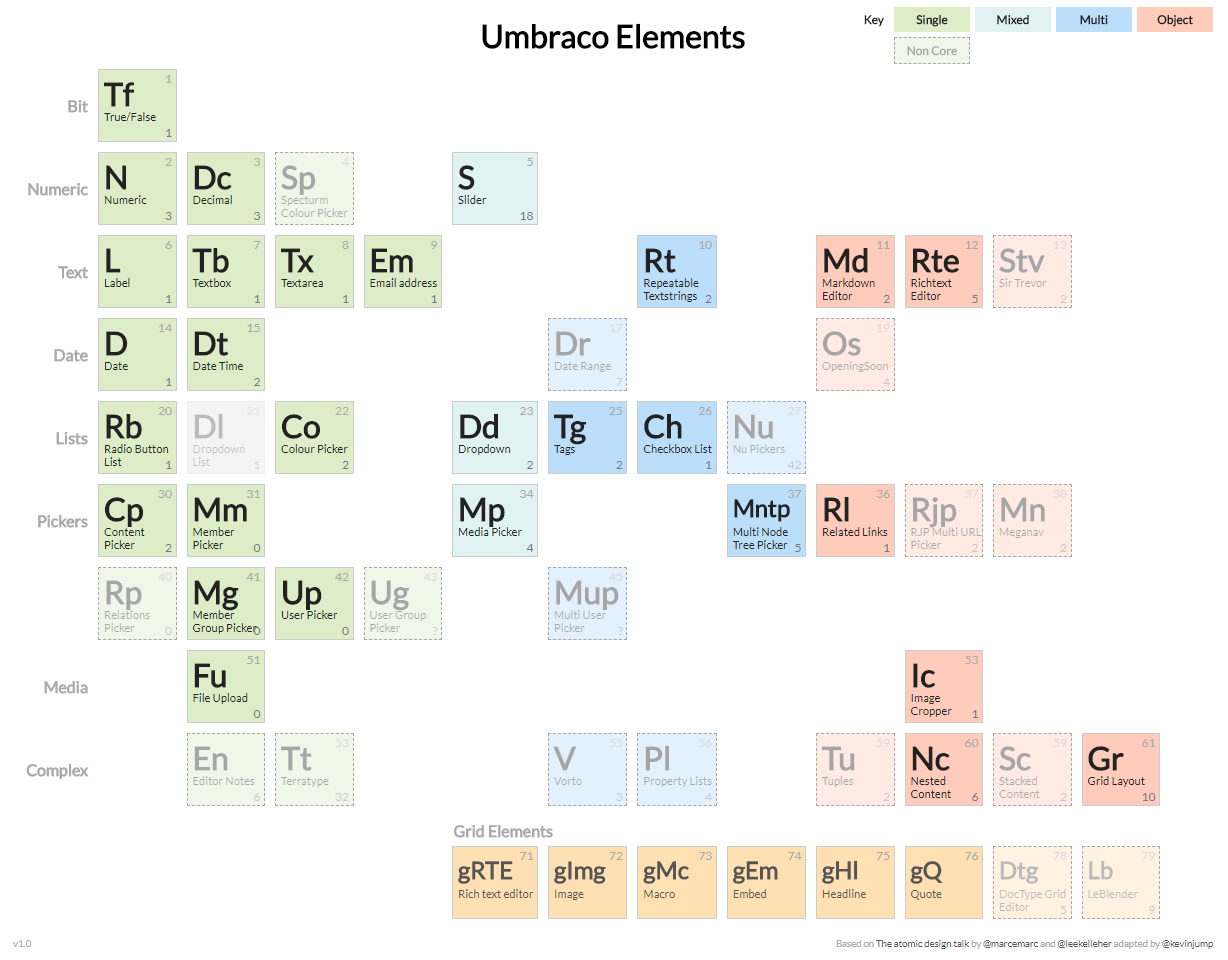 Umbraco Elements
Key
Single
Mixed
Multi
Object
Non Core
Bit
1
Tf
True/False
1
Numeric
2
N
Numeric
3
3
Dc
Decimal
3
4
Sp
Specturm
Colour Picker
5
S
Slider
18
Text
6
L
Label
1
7
Tb
Textbox
1
8
Tx
Textarea
1
9
Em
Email address
1
10
Rt
Repeatable
Textstrings 2
11
Md
Markdown
Editor 2
12
Rte
Richtext
Editor 5
13
Stv
Sir Trevor
2
Date
14
D
Date
1
15
Dt
Date Time
2
17
Dr
Date Range
7
19
Os
OpeningSoon
4
Lists
20
Rb
Radio Button
List 1
21
Dl
Dropdown
List 1
22
Co
Colour Picker
2
23
Dd
Dropdown
2
25
Tg
Tags
2
26
Ch
Checkbox List
1
27
Nu
Nu Pickers
42
Pickers
30
Cp
Content
Picker 2
31
Mm
Member
Picker 0
34
Mp
Media Picker
4
37
Mntp
Multi Node
Tree Picker 5
36
Rl
Related Links
1
37
Rjp
RJP Multi URL
Picker 2
38
Mn
Meganav
2
40
Rp
Relations
Picker 0
41
Mg
Member
Group Picker 0
42
Up
User Picker
0
43
Ug
User Group
Picker ?
45
Mup
Multi User
Picker ?
Media
51
Fu
File Upload
0
53
Ic
Image
Cropper 1
Complex
En
Editor Notes
6
53
Tt
Terratype
32
55
V
Vorto
3
56
Pl
Property Lists
4
59
Tu
Tuples
2
60
Nc
Nested
Content 6
59
Sc
Stacked
Content 2
61
Gr
Grid Layout
10
Grid Elements
71
gRTE
Rich text editor
72
gImg
Image
73
gMc
Macro
74
gEm
Embed
75
gHl
Headline
76
gQ
Quote
78
Dtg
DocType Grid
Editor 5
79
Lb
LeBlender
9
v1.0
Based on The atomic design talk by @marcemarc and @leekelleher adapted by @kevinjump